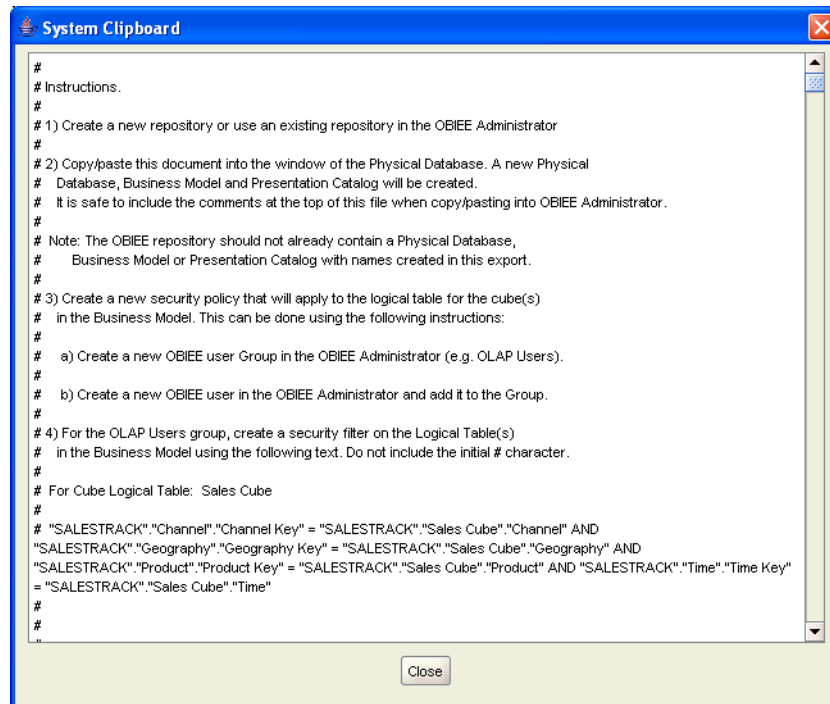 System Clipboard
#
# Instructions.
#
# 1) Create a new repository or use an existing repository in the OBIEE Administrator
#
# 2) Copy/paste this document into the window of the Physical Database. A new Physical
#    Database, Business Model and Presentation Catalog will be created.
#    It is safe to include the comments at the top of this file when copy/pasting into OBIEE Administrator.
#
#  Note: The OBIEE repository should not already contain a Physical Database,
#        Business Model or Presentation Catalog with names created in this export.
#
# 3) Create a new security policy that will apply to the logical table for the cube(s)
#    in the Business Model. This can be done using the following instructions:
#
#     a) Create a new OBIEE user Group in the OBIEE Administrator (e.g. OLAP Users).
#
#     b) Create a new OBIEE user in the OBIEE Administrator and add it to the Group.
#
# 4) For the OLAP Users group, create a security filter on the Logical Table(s)
#    in the Business Model using the following text. Do not include the initial # character.
#
#  For Cube Logical Table:  Sales Cube
#
#  "SALESTRACK"."Channel"."Channel Key" = "SALESTRACK"."Sales Cube"."Channel" AND
"SALESTRACK"."Geography"."Geography Key" = "SALESTRACK"."Sales Cube"."Geography" AND
"SALESTRACK"."Product"."Product Key" = "SALESTRACK"."Sales Cube"."Product" AND "SALESTRACK"."Time"."Time Key"
= "SALESTRACK"."Sales Cube"."Time"
#
#
#
Close